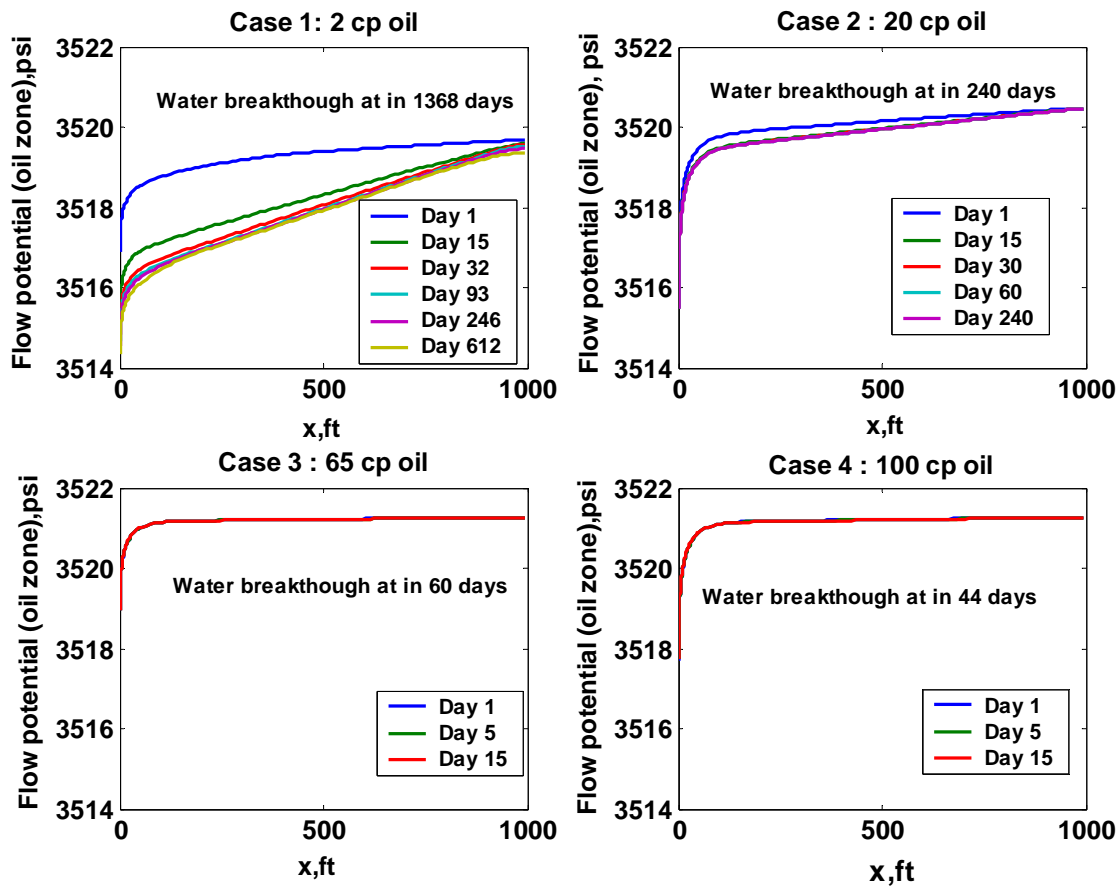 Case 1: 2 cp oil
Flow potential (oil zone),psi
3522
3520
3518
3516
3514
Water breakthough at in 1368 days
Day 1
Day 15
Day 32
Day 93
Day 246
Day 612
0
500
1000
x,ft
Case 2 : 20 cp oil
Flow potential (oil zone), psi
3522
3520
3518
3516
3514
Water breakthough at in 240 days
Day 1
Day 15
Day 30
Day 60
Day 240
0
500
1000
x,ft
Case 3 : 65 cp oil
Flow potential (oil zone),psi
3522
3520
3518
3516
3514
Water breakthough at in 60 days
Day 1
Day 5
Day 15
0
500
1000
x,ft
Case 4 : 100 cp oil
Flow potential (oil zone),psi
3522
3520
3518
3516
3514
Water breakthough at in 44 days
Day 1
Day 5
Day 15
0
500
1000
x,ft